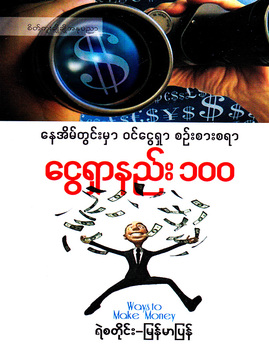 နေအိမ်တွင်းမှာ ဝင်ငွေရှာ စဉ်းစားစရာ
ငွေရှာနည်း ၁၀၀
Ways to
Make Money
ရဲစတိုင်း–မြန်မာပြန်